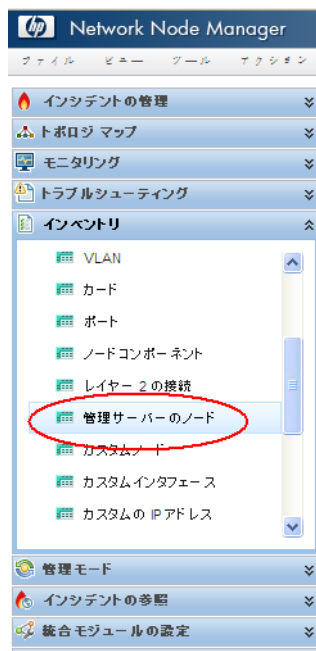 hp Network Node Manager
ファイル ビュー ツール アクション
インシデントの管理
トポロジ マップ
モニタリング
トラブルシューティング
インベントリ
VLAN
カード
ポート
ノードコンポーネント
レイヤー 2 の接続
管理サーバーのノード
カスタムノード
カスタムインタフェース
カスタムの IP アドレス
管理モード
インシデントの参照
統合モジュールの設定